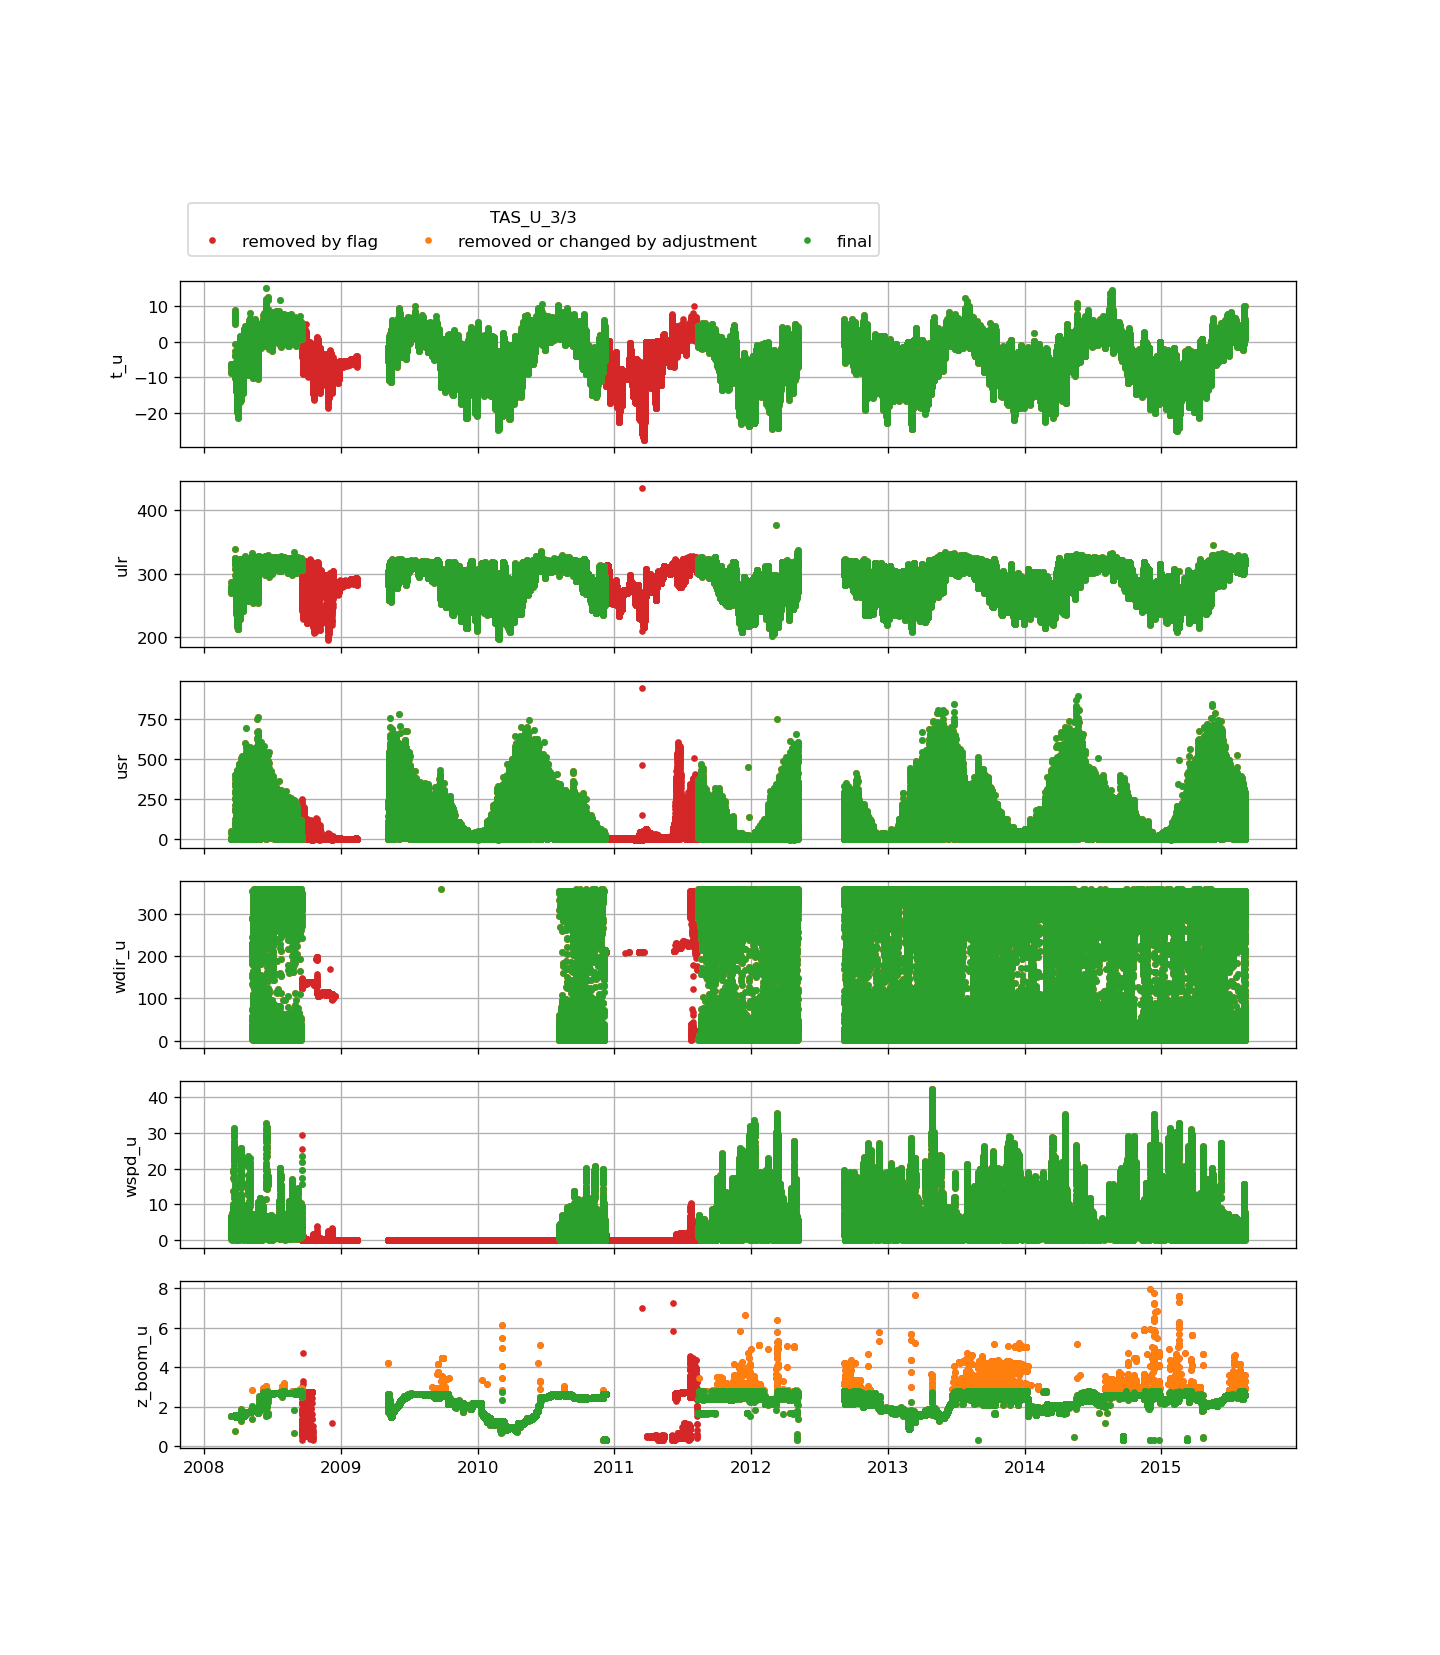 TAS_U_3/3
removed by flag removed or changed by adjustment final
10
0
−10
−20
t_u
400
300
200
ulr
750
500
250
0
usr
300
200
100
0
wdir_u
40
30
20
10
0
wspd_u
8
6
4
2
0
z_boom_u
2008 2009 2010 2011 2012 2013 2014 2015